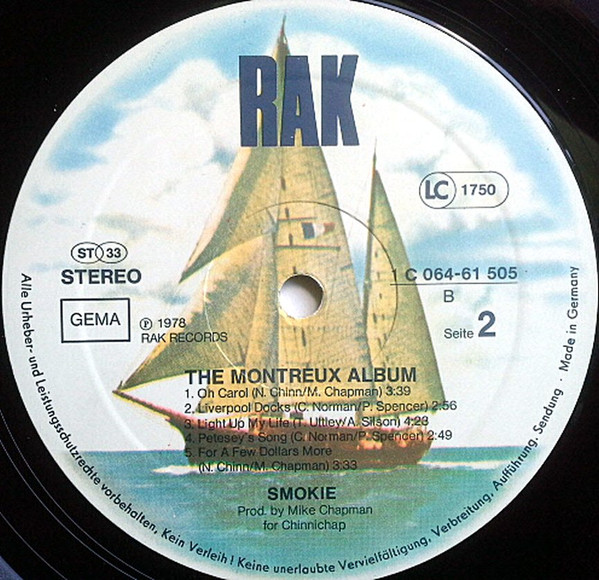 RAK
LC 1750
ST 33
STEREO
GEMA
℗ 1978
RAK RECORDS
1 C 064-61 505
B
Seite 2
THE MONTREUX ALBUM
1. Oh Carol (N. Chinn/M. Chapman) 3:39
2. Liverpool Docks (C. Norman/P. Spencer) 2:56
3. Light Up My Life (T. Uttley/A. Silson) 4:23
4. Petesey's Song (C. Norman/P. Spencer) 2:49
5. For A Few Dollars More
(N. Chinn/M. Chapman) 3:33
SMOKIE
Prod. by Mike Chapman
for Chinnichap
Alle Urheber- und Leistungsschutzrechte vorbehalten, Kein Verleih! Keine unerlaubte Vervielfältigung, Verbreitung, Aufführung, Sendung · Made in Germany